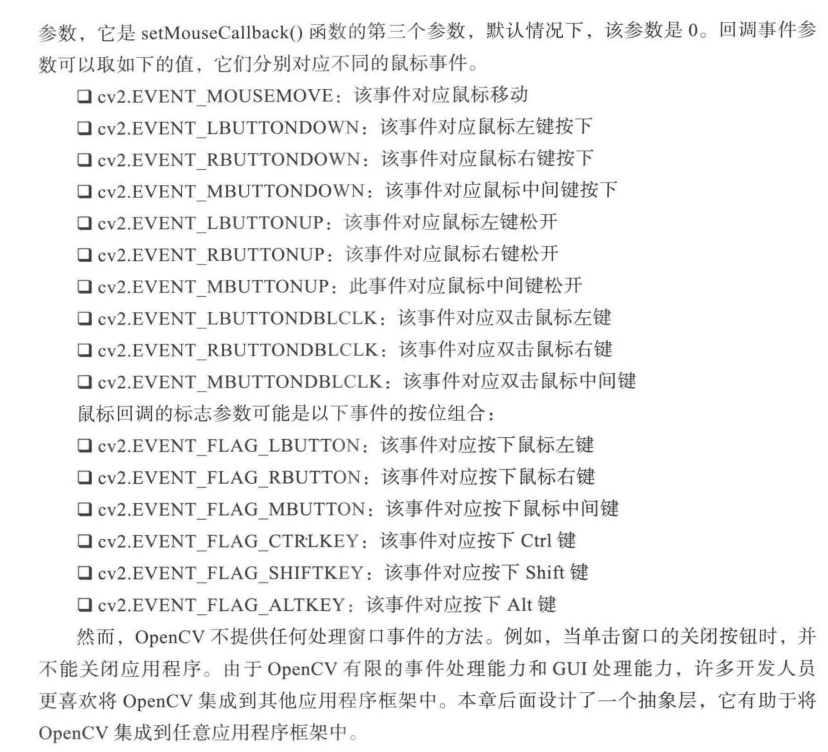 参数，它是 setMouseCallback() 函数的第三个参数，默认情况下，该参数是 0。回调事件参
数可以取如下的值，它们分别对应不同的鼠标事件。
❑ cv2.EVENT_MOUSEMOVE：该事件对应鼠标移动
❑ cv2.EVENT_LBUTTONDOWN：该事件对应鼠标左键按下
❑ cv2.EVENT_RBUTTONDOWN：该事件对应鼠标右键按下
❑ cv2.EVENT_MBUTTONDOWN：该事件对应鼠标中间键按下
❑ cv2.EVENT_LBUTTONUP：该事件对应鼠标左键松开
❑ cv2.EVENT_RBUTTONUP：该事件对应鼠标右键松开
❑ cv2.EVENT_MBUTTONUP：此事件对应鼠标中间键松开
❑ cv2.EVENT_LBUTTONDBLCLK：该事件对应双击鼠标左键
❑ cv2.EVENT_RBUTTONDBLCLK：该事件对应双击鼠标右键
❑ cv2.EVENT_MBUTTONDBLCLK：该事件对应双击鼠标中间键
鼠标回调的标志参数可能是以下事件的按位组合：
❑ cv2.EVENT_FLAG_LBUTTON：该事件对应按下鼠标左键
❑ cv2.EVENT_FLAG_RBUTTON：该事件对应按下鼠标右键
❑ cv2.EVENT_FLAG_MBUTTON：该事件对应按下鼠标中间键
❑ cv2.EVENT_FLAG_CTRLKEY：该事件对应按下 Ctrl 键
❑ cv2.EVENT_FLAG_SHIFTKEY：该事件对应按下 Shift 键
❑ cv2.EVENT_FLAG_ALTKEY：该事件对应按下 Alt 键
然而，OpenCV 不提供任何处理窗口事件的方法。例如，当单击窗口的关闭按钮时，并
不能关闭应用程序。由于 OpenCV 有限的事件处理能力和 GUI 处理能力，许多开发人员
更喜欢将 OpenCV 集成到其他应用程序框架中。本章后面设计了一个抽象层，它有助于将
OpenCV 集成到任意应用程序框架中。